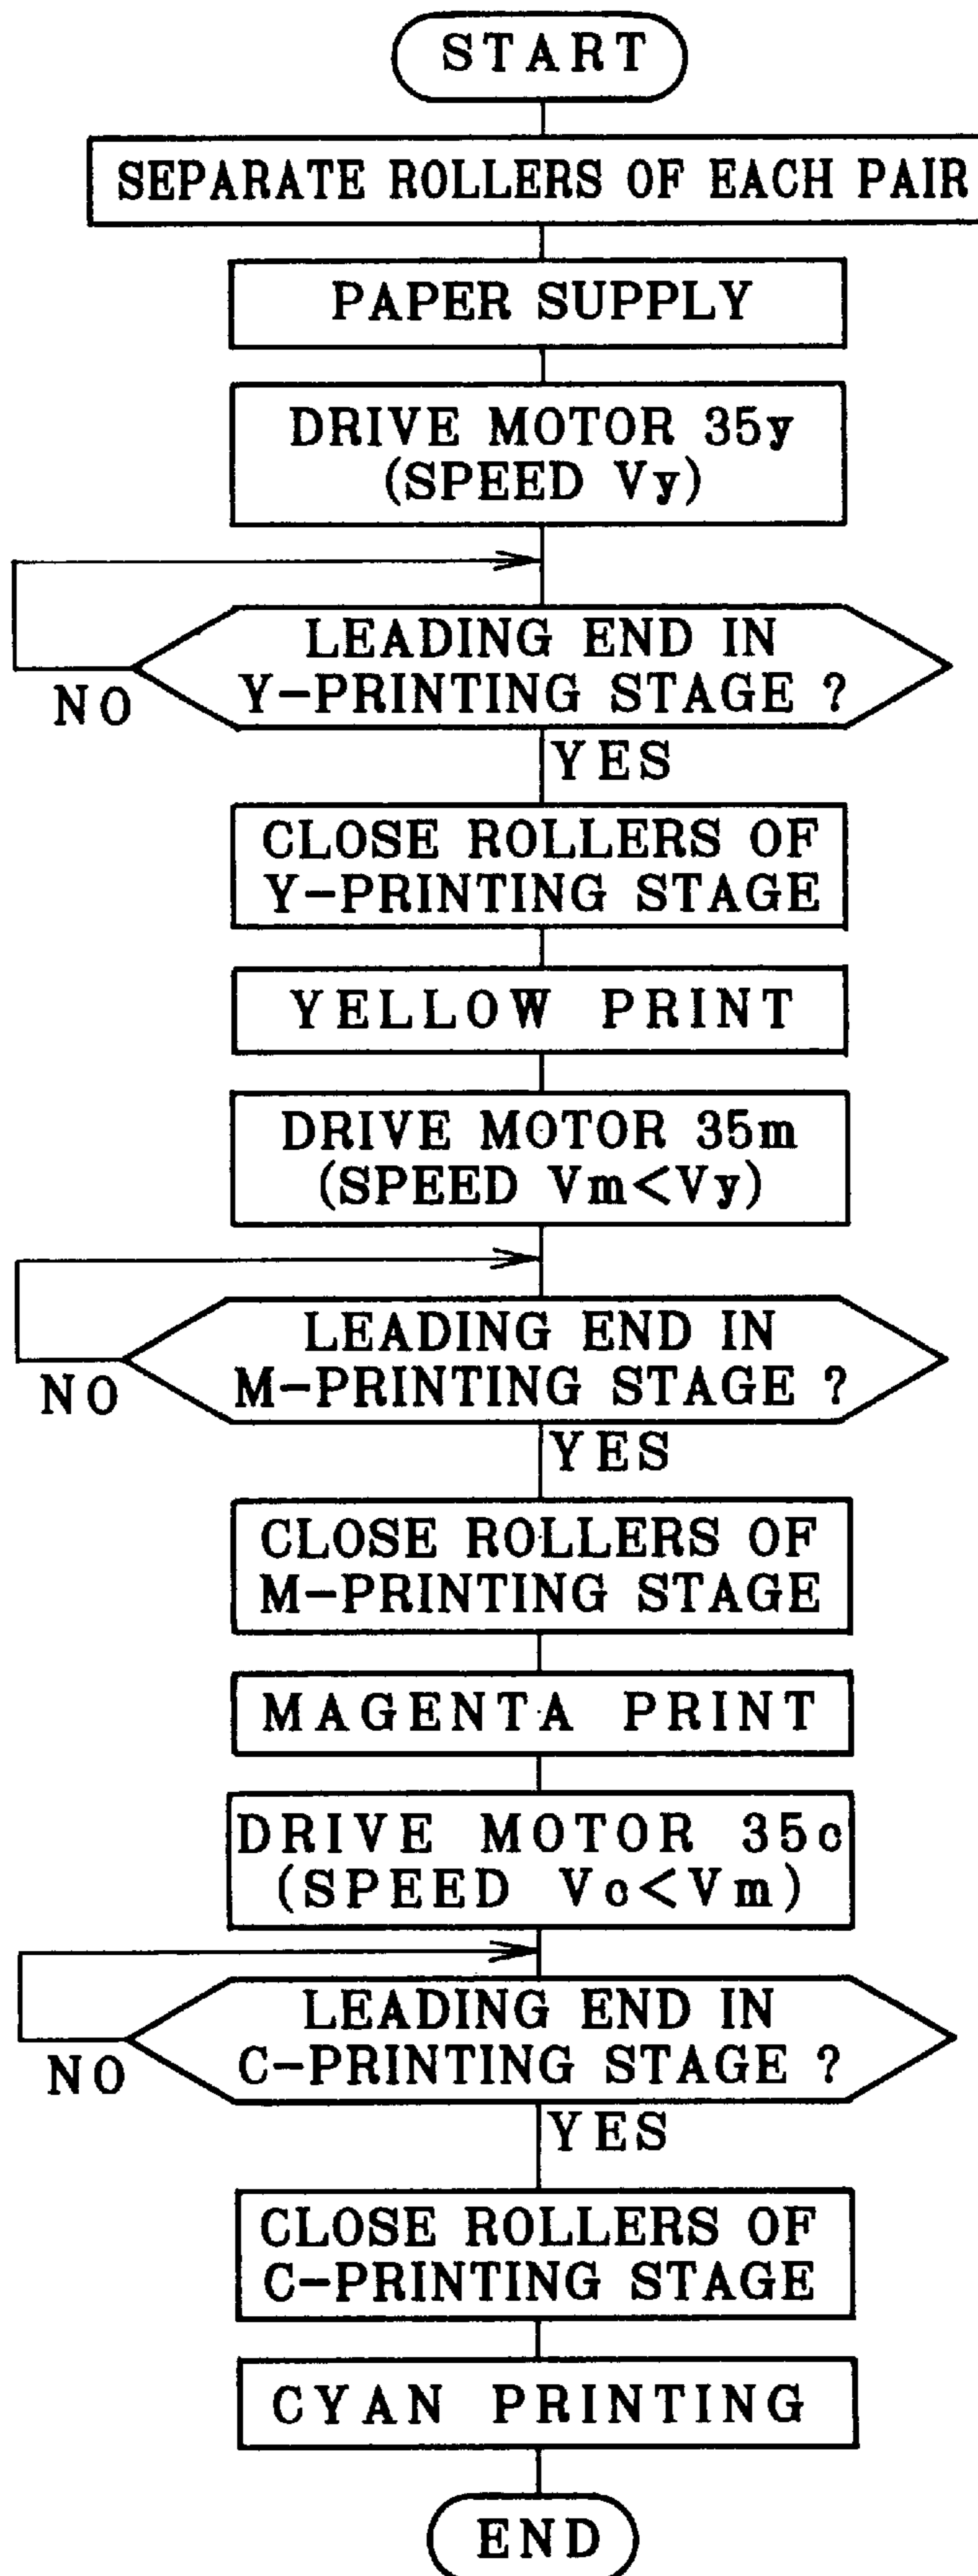 START
SEPARATE ROLLERS OF EACH PAIR
PAPER SUPPLY
DRIVE MOTOR 35y
(SPEED Vy)
LEADING END IN
Y-PRINTING STAGE ?
NO
YES
CLOSE ROLLERS OF
Y-PRINTING STAGE
YELLOW PRINT
DRIVE MOTOR 35m
(SPEED Vm<Vy)
LEADING END IN
M-PRINTING STAGE ?
NO
YES
CLOSE ROLLERS OF
M-PRINTING STAGE
MAGENTA PRINT
DRIVE MOTOR 35c
(SPEED Vc<Vm)
LEADING END IN
C-PRINTING STAGE ?
NO
YES
CLOSE ROLLERS OF
C-PRINTING STAGE
CYAN PRINTING
END